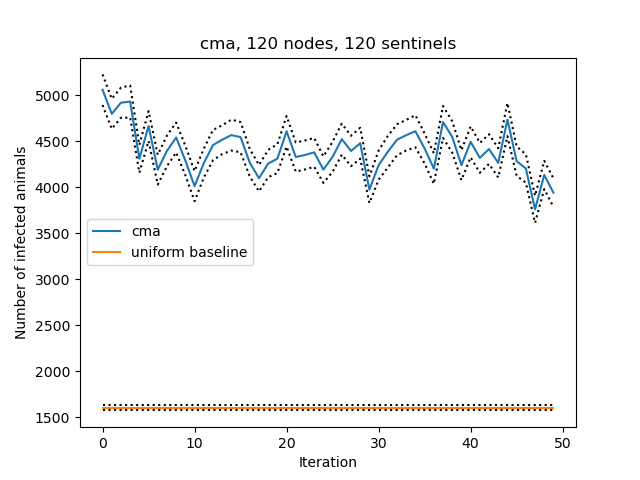 cma, 120 nodes, 120 sentinels
Number of infected animals
5000
4500
4000
3500
3000
2500
2000
1500
cma
uniform baseline
0
10
20
30
40
50
Iteration